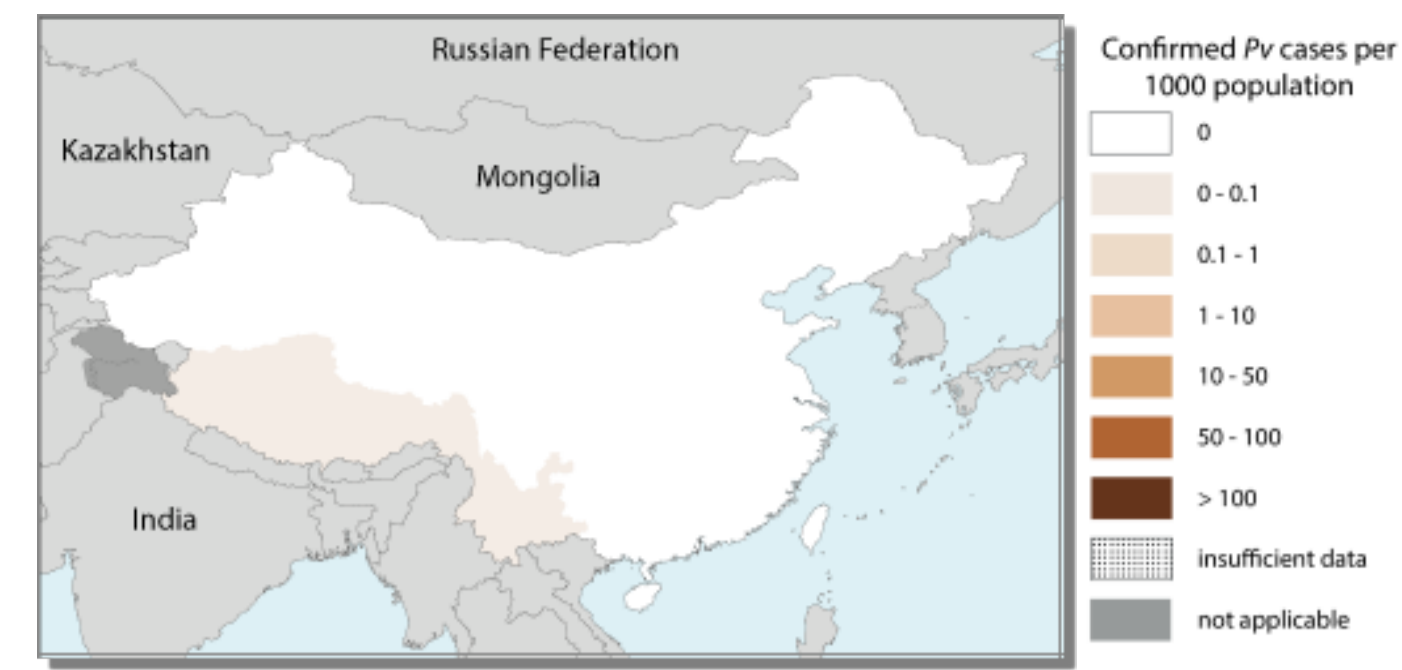 Russian Federation
Kazakhstan
Mongolia
India
Confirmed Pv cases per
1000 population
0
0 - 0.1
0.1 - 1
1 - 10
10 - 50
50 - 100
> 100
insufficient data
not applicable